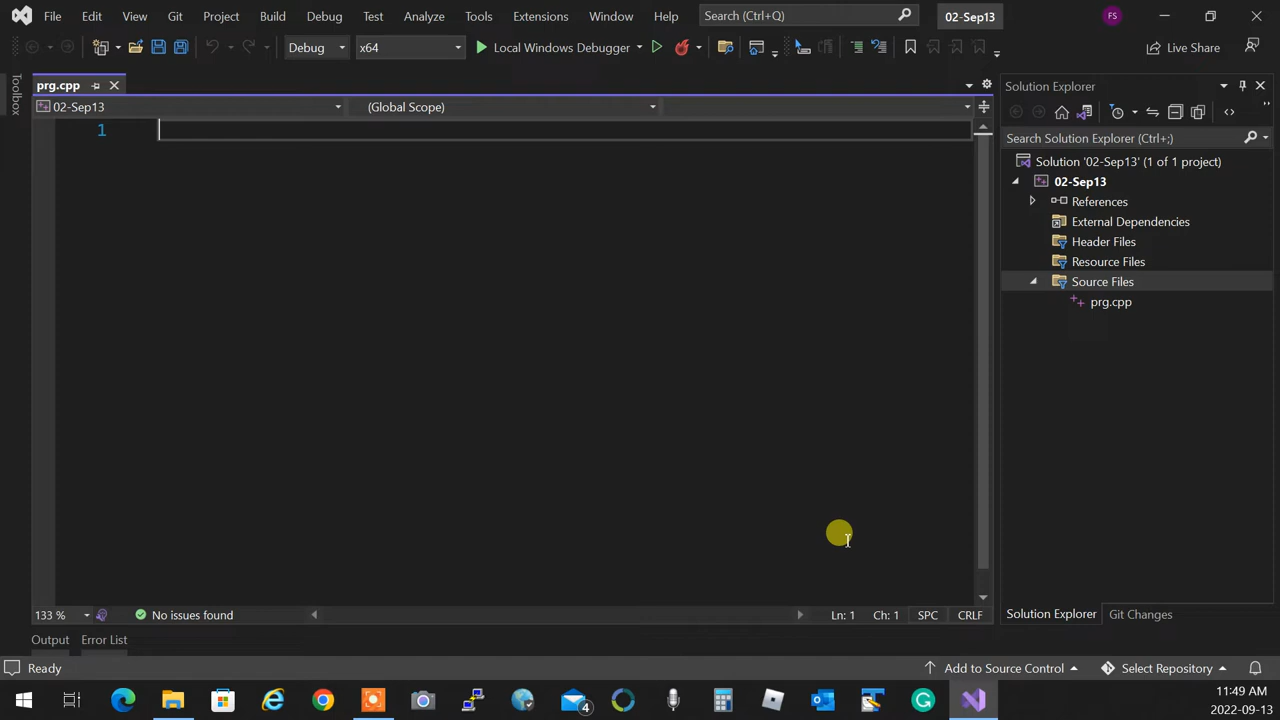 File Edit View Git Project Build Debug Test Analyze Tools Extensions Window Help Search (Ctrl+Q) 02-Sep13 FS
Debug x64 Local Windows Debugger Live Share
Toolbox
prg.cpp
02-Sep13 (Global Scope)
1
133 % No issues found Ln: 1 Ch: 1 SPC CRLF
Output Error List
Solution Explorer
Search Solution Explorer (Ctrl+;)
Solution '02-Sep13' (1 of 1 project)
02-Sep13
References
External Dependencies
Header Files
Resource Files
Source Files
prg.cpp
Solution Explorer Git Changes
Ready Add to Source Control Select Repository
4
11:49 AM
2022-09-13